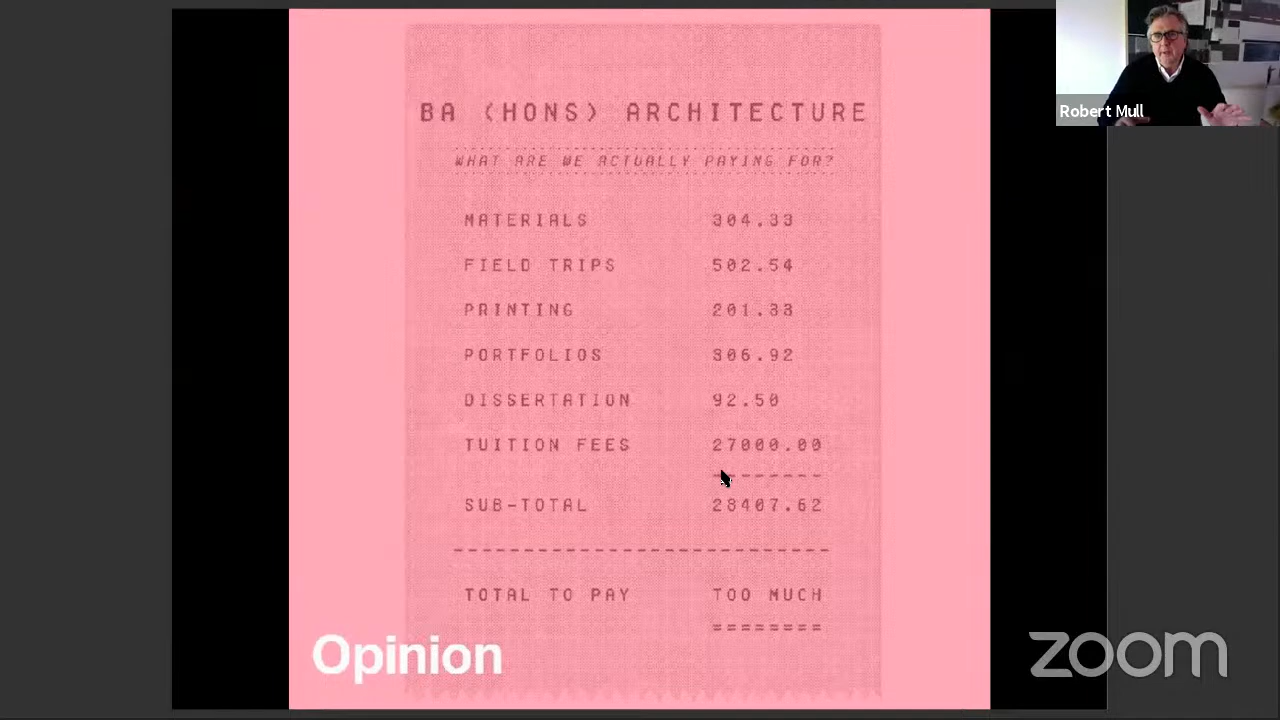 BA (HONS) ARCHITECTURE
WHAT ARE WE ACTUALLY PAYING FOR?
MATERIALS 304.33
FIELD TRIPS 502.54
PRINTING 201.33
PORTFOLIOS 306.92
DISSERTATION 92.50
TUITION FEES 27000.00
SUB-TOTAL 28407.62
TOTAL TO PAY TOO MUCH
Opinion
Robert Mull
zoom